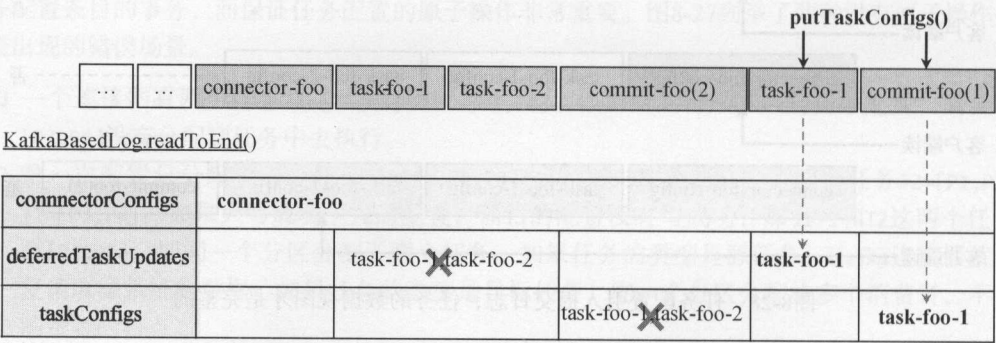 putTaskConfigs()
connector-foo task-foo-1 task-foo-2 commit-foo(2) task-foo-1 commit-foo(1)
KafkaBasedLog.readToEnd()
connnectorConfigs connector-foo
deferredTaskUpdates task-foo-1 task-foo-2 task-foo-1
taskConfigs task-foo-1 task-foo-2 task-foo-1